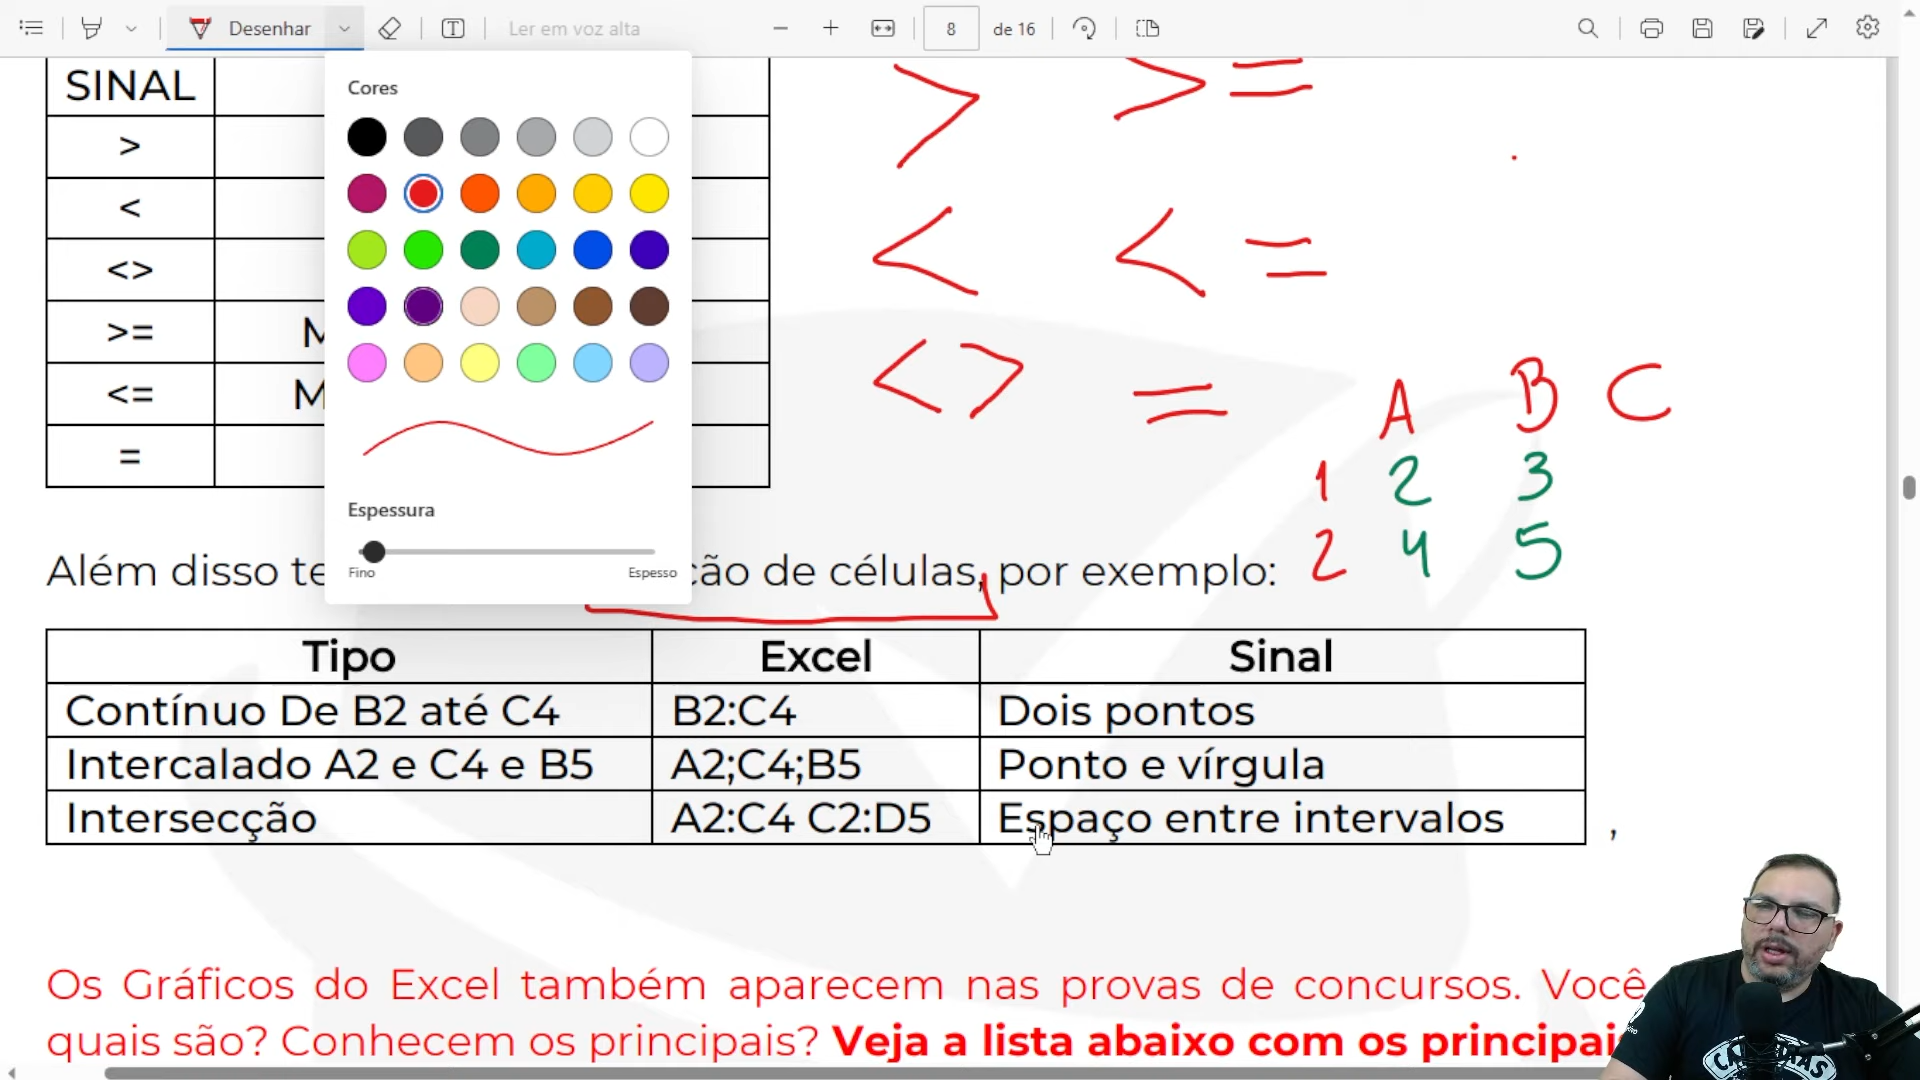 Desenhar
Ler em voz alta
8 de 16
Cores
Espessura
Fino Espesso
SINAL
>
<
<>
>= M
<= M
=
> >=
< <=
<> =
A B C
1 2 3
2 4 5
Além disso te ção de células, por exemplo:
Tipo Excel Sinal
Contínuo De B2 até C4 B2:C4 Dois pontos
Intercalado A2 e C4 e B5 A2;C4;B5 Ponto e vírgula
Intersecção A2:C4 C2:D5 Espaço entre intervalos ,
Os Gráficos do Excel também aparecem nas provas de concursos. Você
quais são? Conhecem os principais? Veja a lista abaixo com os principai